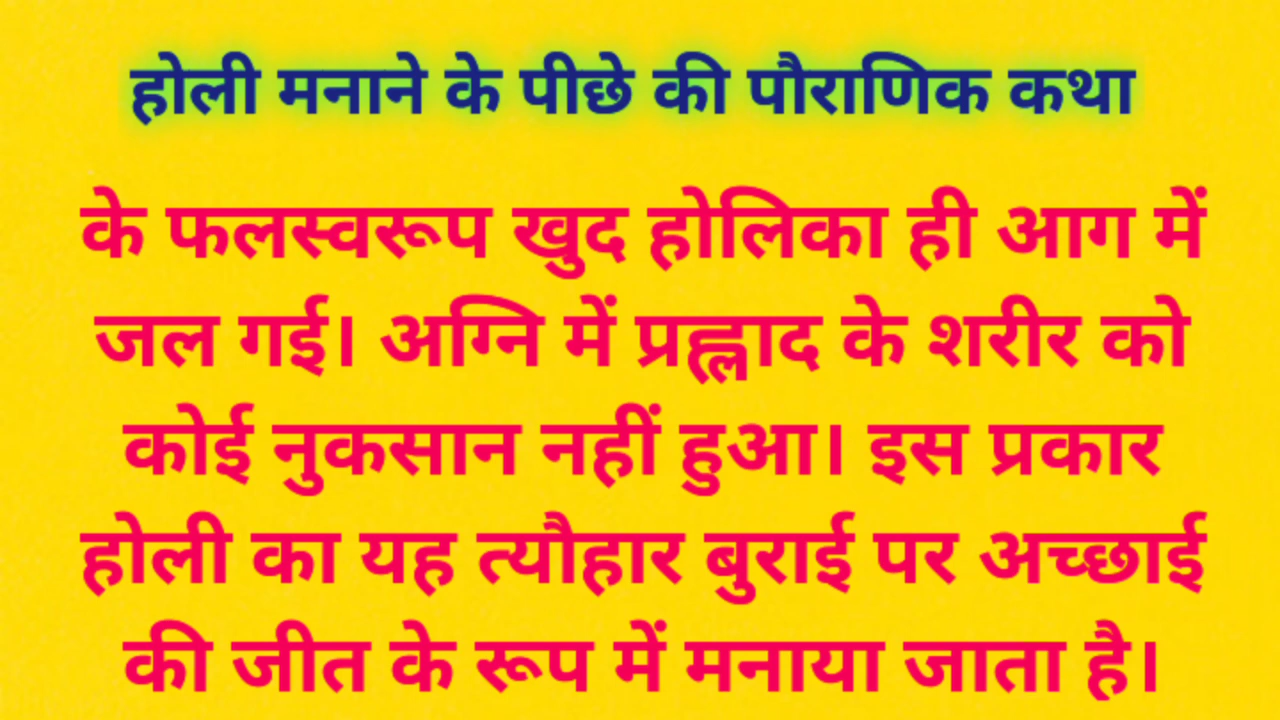 होली मनाने के पीछे की पौराणिक कथा
के फलस्वरूप खुद होलिका ही आग में
जल गई। अग्नि में प्रह्लाद के शरीर को
कोई नुकसान नहीं हुआ। इस प्रकार
होली का यह त्यौहार बुराई पर अच्छाई
की जीत के रूप में मनाया जाता है।